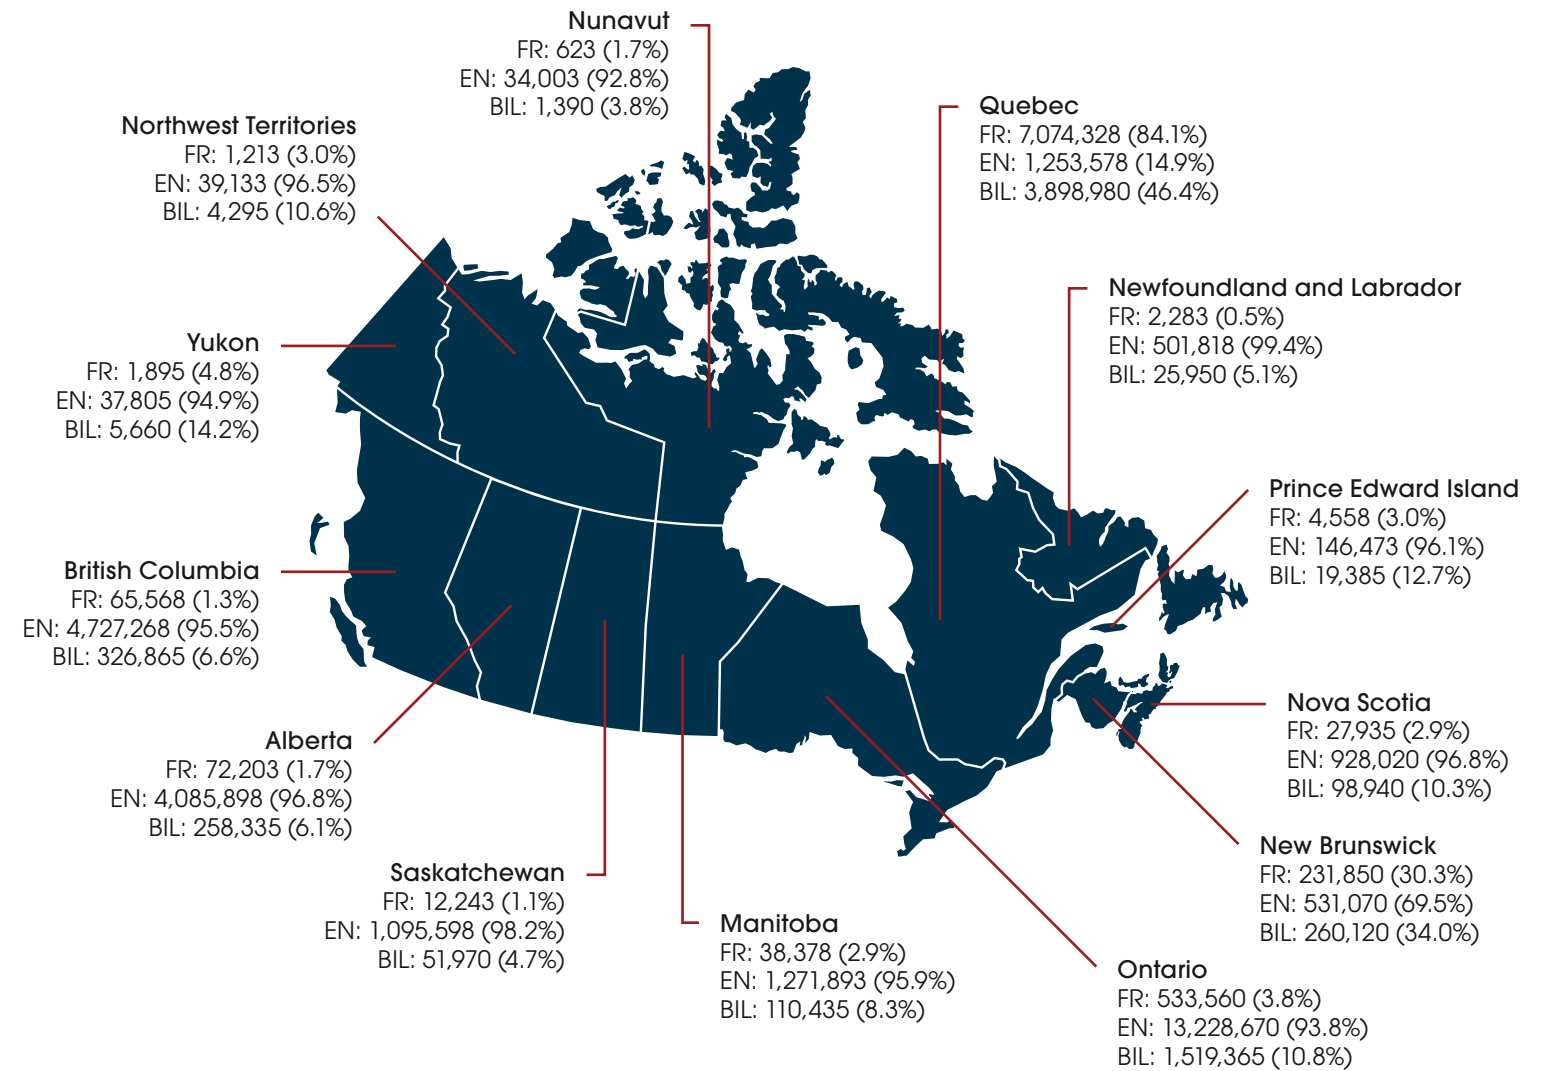 Nunavut
FR: 623 (1.7%)
EN: 34,003 (92.8%)
BIL: 1,390 (3.8%)
Northwest Territories
FR: 1,213 (3.0%)
EN: 39,133 (96.5%)
BIL: 4,295 (10.6%)
Quebec
FR: 7,074,328 (84.1%)
EN: 1,253,578 (14.9%)
BIL: 3,898,980 (46.4%)
Newfoundland and Labrador
FR: 2,283 (0.5%)
EN: 501,818 (99.4%)
BIL: 25,950 (5.1%)
Yukon
FR: 1,895 (4.8%)
EN: 37,805 (94.9%)
BIL: 5,660 (14.2%)
Prince Edward Island
FR: 4,558 (3.0%)
EN: 146,473 (96.1%)
BIL: 19,385 (12.7%)
British Columbia
FR: 65,568 (1.3%)
EN: 4,727,268 (95.5%)
BIL: 326,865 (6.6%)
Nova Scotia
FR: 27,935 (2.9%)
EN: 928,020 (96.8%)
BIL: 98,940 (10.3%)
Alberta
FR: 72,203 (1.7%)
EN: 4,085,898 (96.8%)
BIL: 258,335 (6.1%)
New Brunswick
FR: 231,850 (30.3%)
EN: 531,070 (69.5%)
BIL: 260,120 (34.0%)
Saskatchewan
FR: 12,243 (1.1%)
EN: 1,095,598 (98.2%)
BIL: 51,970 (4.7%)
Manitoba
FR: 38,378 (2.9%)
EN: 1,271,893 (95.9%)
BIL: 110,435 (8.3%)
Ontario
FR: 533,560 (3.8%)
EN: 13,228,670 (93.8%)
BIL: 1,519,365 (10.8%)